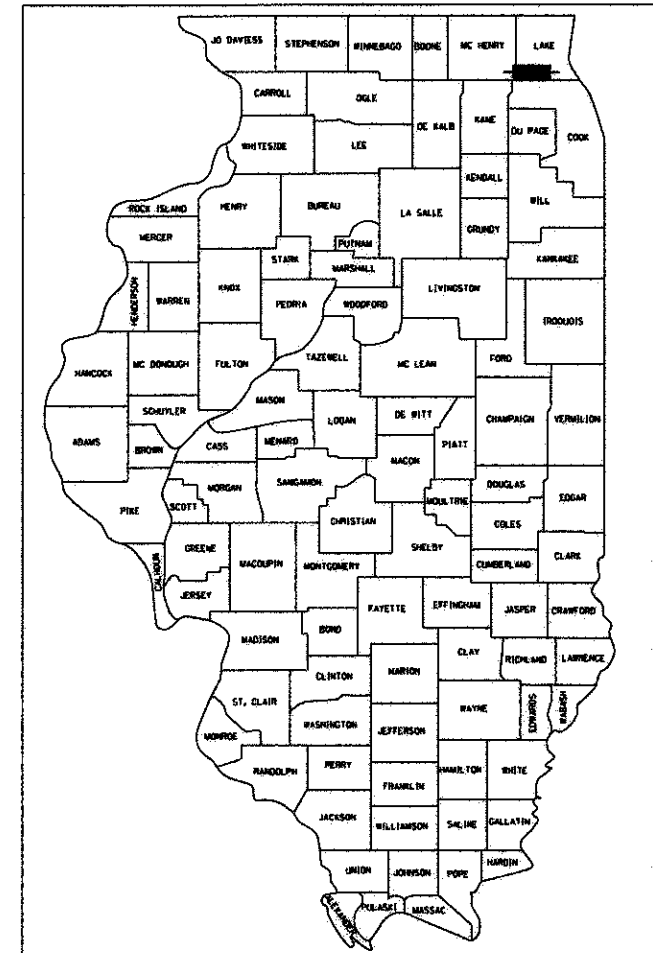 JO DAVIESS STEPHENSON WINNEBAGO BOONE MC HENRY LAKE
CARROLL OGLE DE KALB KANE DU PAGE COOK
WHITESIDE LEE
KENDALL WILL
ROCK ISLAND HENRY BUREAU LA SALLE GRUNDY
MERCER PUTNAM
STARK MARSHALL KANKAKEE
HENDERSON WARREN KNOX PEORIA WOODFORD LIVINGSTON IROQUOIS
HANCOCK MC DONOUGH FULTON TAZEWELL MC LEAN FORD
SCHUYLER MASON
ADAMS BROWN CASS MENARD LOGAN DE WITT PIATT CHAMPAIGN VERMILION
MACON
PIKE SCOTT MORGAN SANGAMON CHRISTIAN MOULTRIE DOUGLAS EDGAR
COLES
CALHOUN GREENE MACOUPIN MONTGOMERY SHELBY CUMBERLAND CLARK
JERSEY FAYETTE EFFINGHAM JASPER CRAWFORD
MADISON BOND CLAY RICHLAND LAWRENCE
CLINTON MARION
ST. CLAIR WAYNE EDWARDS WABASH
MONROE WASHINGTON JEFFERSON
RANDOLPH PERRY FRANKLIN HAMILTON WHITE
JACKSON WILLIAMSON SALINE GALLATIN
UNION JOHNSON POPE HARDIN
ALEXANDER PULASKI MASSAC